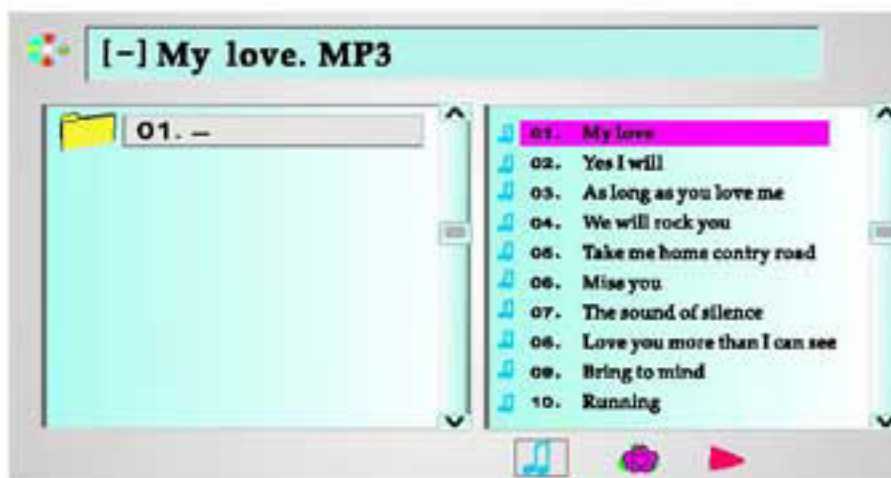 [-] My love. MP3
01. –
01. My love
02. Yes I will
03. As long as you love me
04. We will rock you
05. Take me home contry road
06. Miss you
07. The sound of silence
08. Love you more than I can see
09. Bring to mind
10. Running